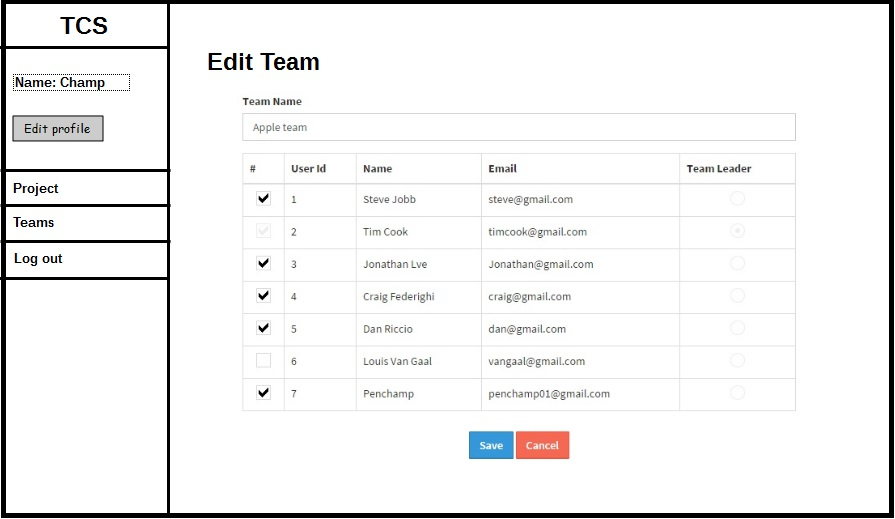 TCS
Name: Champ
Edit profile
Project
Teams
Log out
Edit Team
Team Name
Apple team
# User Id Name Email Team Leader
1 Steve Jobb steve@gmail.com
2 Tim Cook timcook@gmail.com
3 Jonathan Lve Jonathan@gmail.com
4 Craig Federighi craig@gmail.com
5 Dan Riccio dan@gmail.com
6 Louis Van Gaal vangaal@gmail.com
7 Penchamp penchamp01@gmail.com
Save Cancel